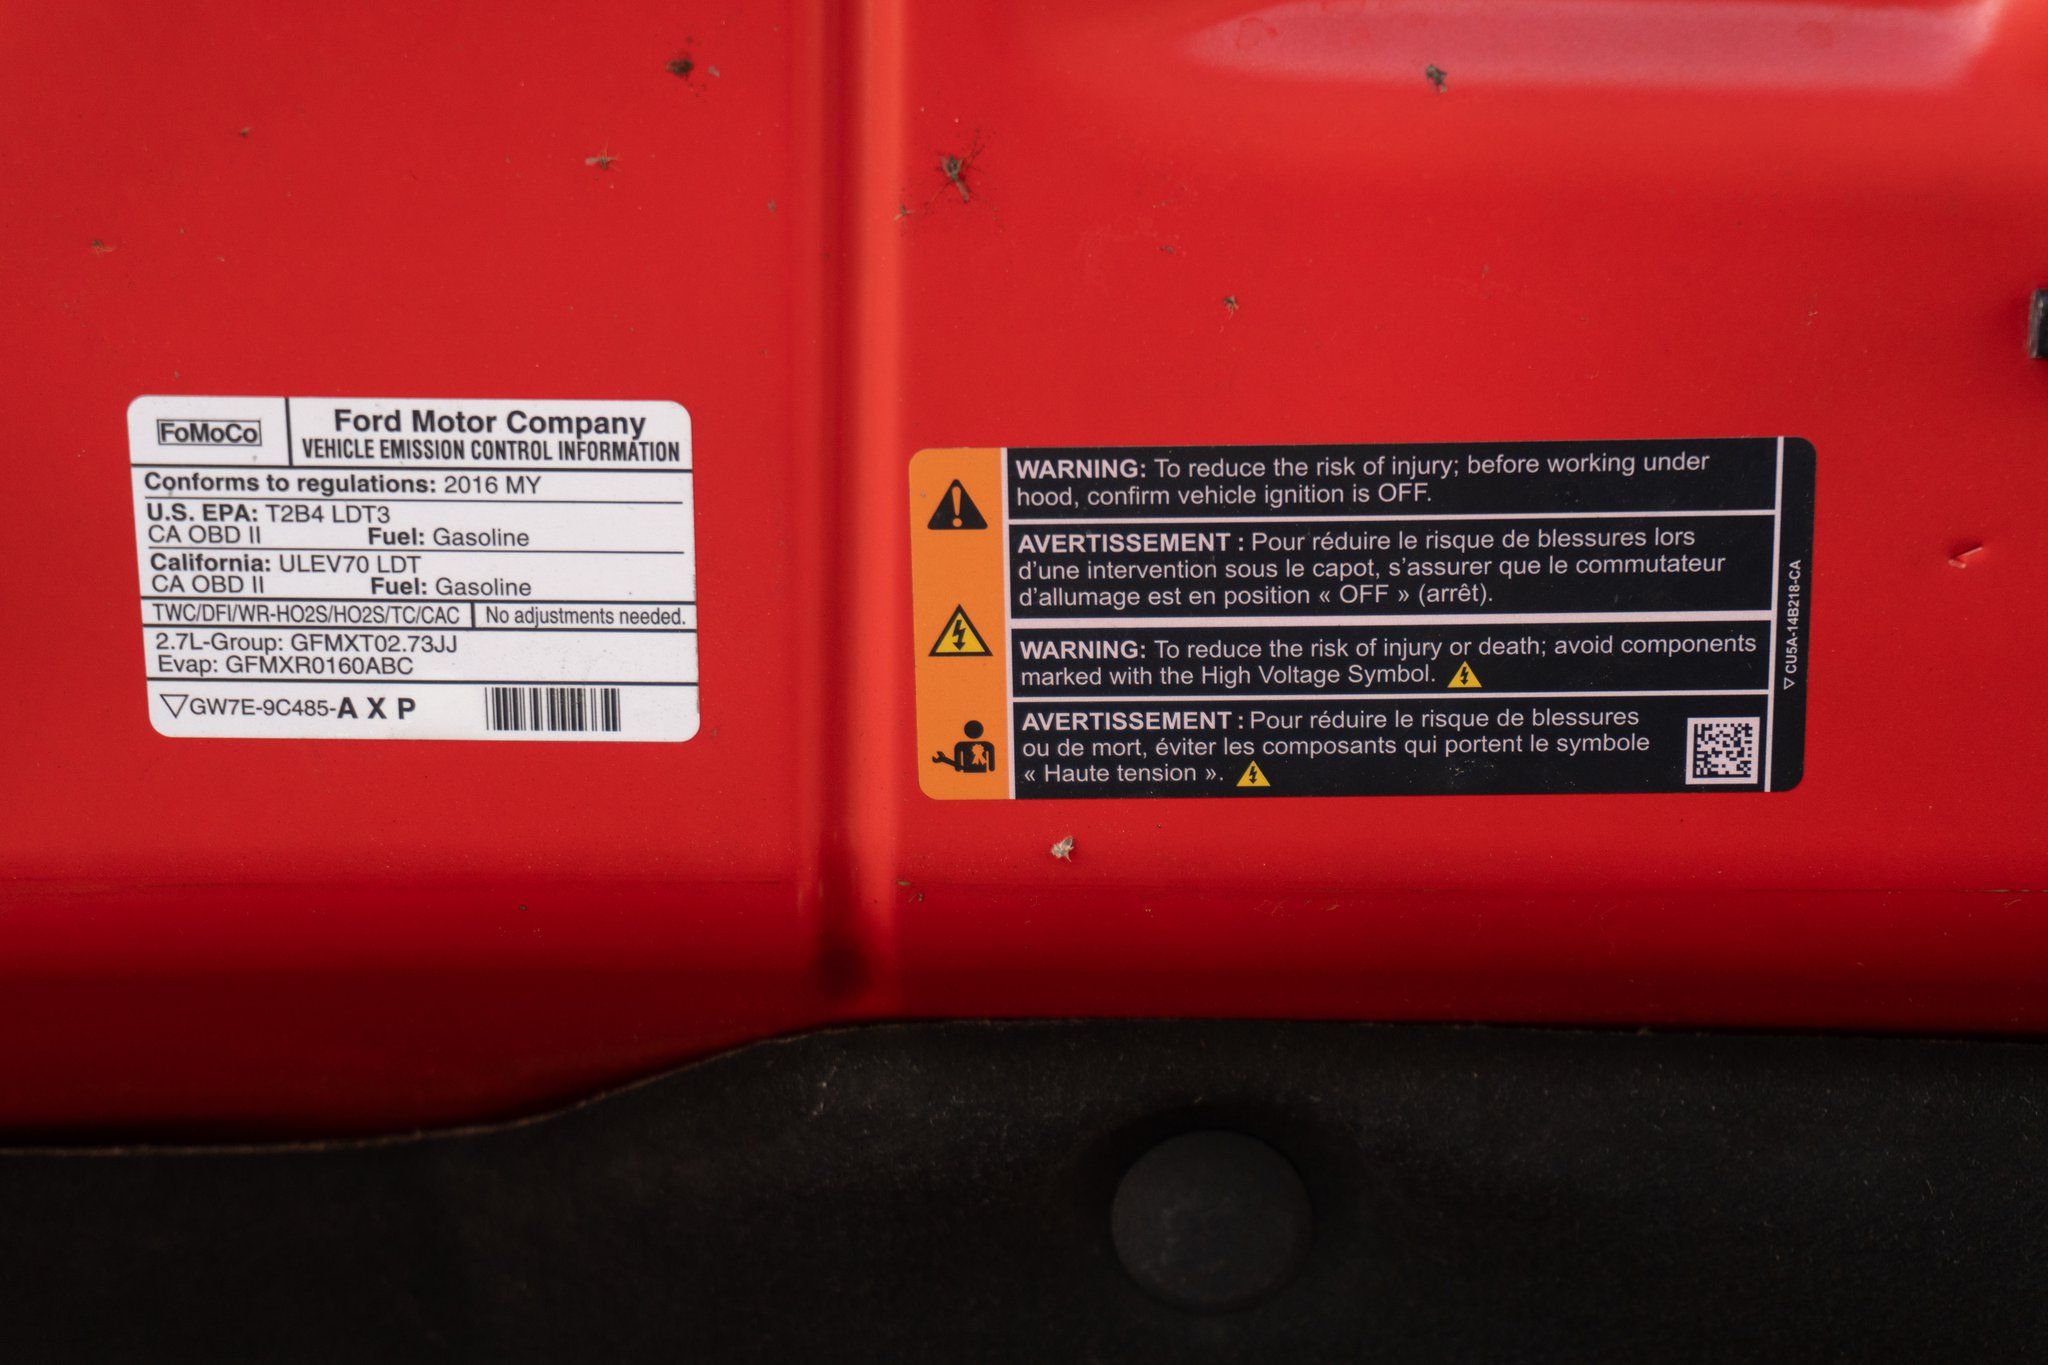 FoMoCo
Ford Motor Company
VEHICLE EMISSION CONTROL INFORMATION
Conforms to regulations: 2016 MY
U.S. EPA: T2B4 LDT3
CA OBD II Fuel: Gasoline
California: ULEV70 LDT
CA OBD II Fuel: Gasoline
TWC/DFI/WR-HO2S/HO2S/TC/CAC No adjustments needed.
2.7L-Group: GFMXT02.73JJ
Evap: GFMXR0160ABC
GW7E-9C485-A X P
WARNING: To reduce the risk of injury; before working under
hood, confirm vehicle ignition is OFF.
AVERTISSEMENT : Pour réduire le risque de blessures lors
d'une intervention sous le capot, s'assurer que le commutateur
d'allumage est en position « OFF » (arrêt).
WARNING: To reduce the risk of injury or death; avoid components
marked with the High Voltage Symbol.
AVERTISSEMENT : Pour réduire le risque de blessures
ou de mort, éviter les composants qui portent le symbole
« Haute tension ».
CU5A-14B218-CA